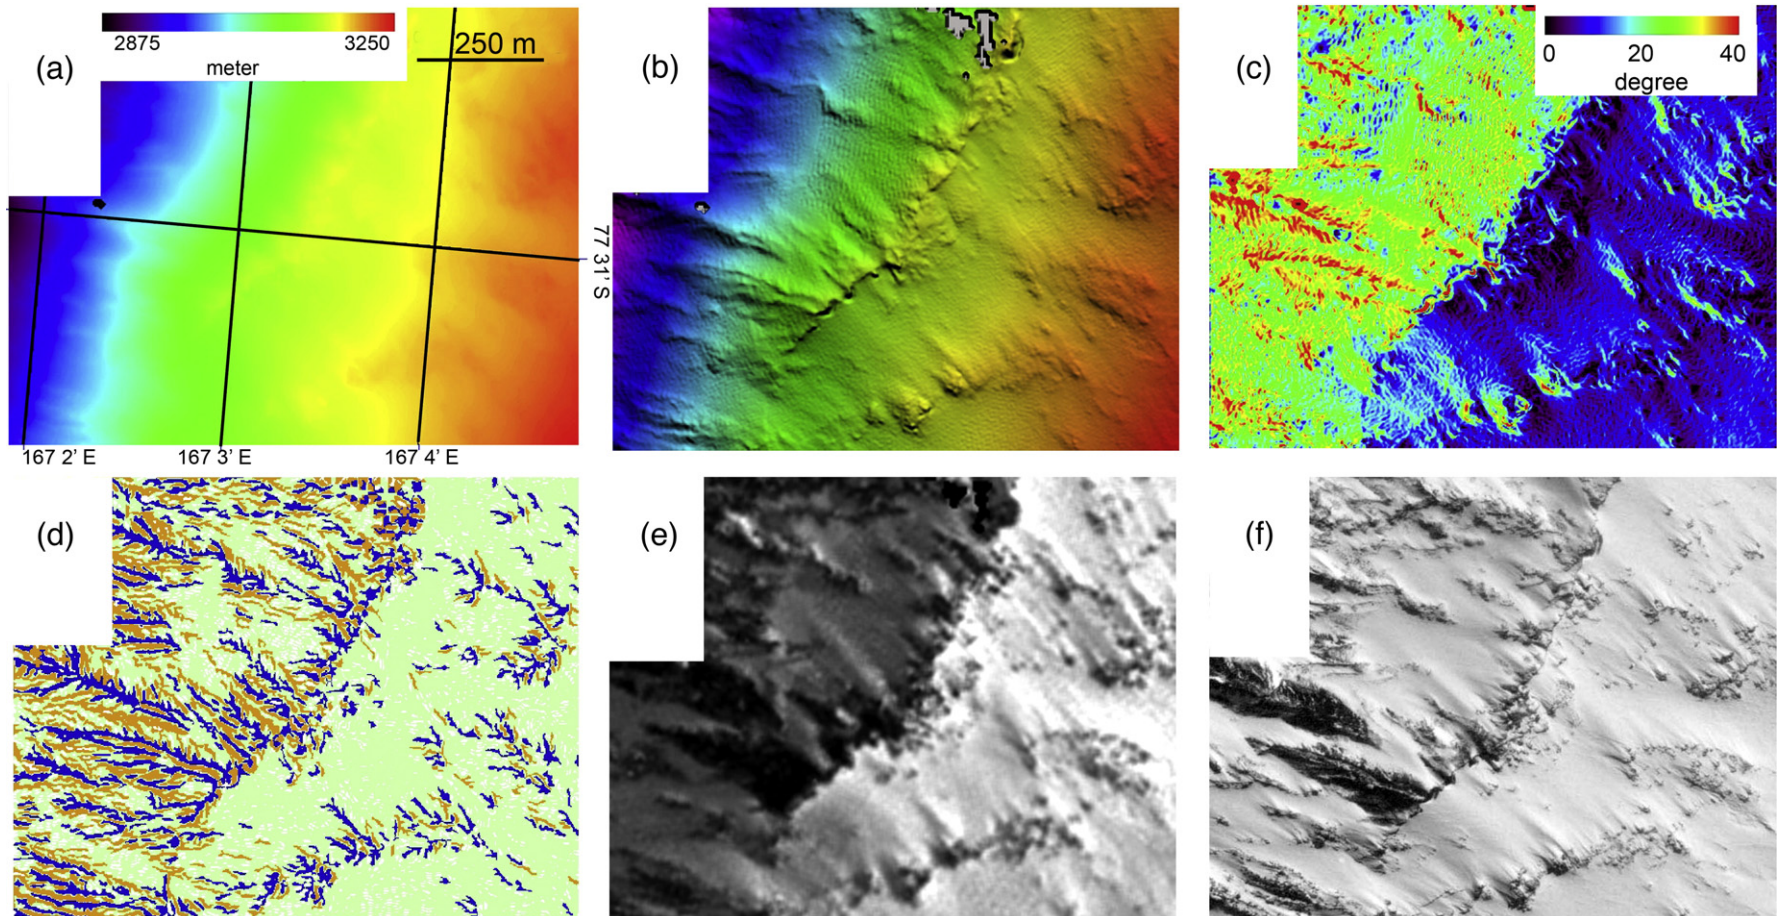 (a)
2875
3250
meter
250 m
77 31' S
167 2' E
167 3' E
167 4' E
(b)
(c)
0
20
40
degree
(d)
(e)
(f)